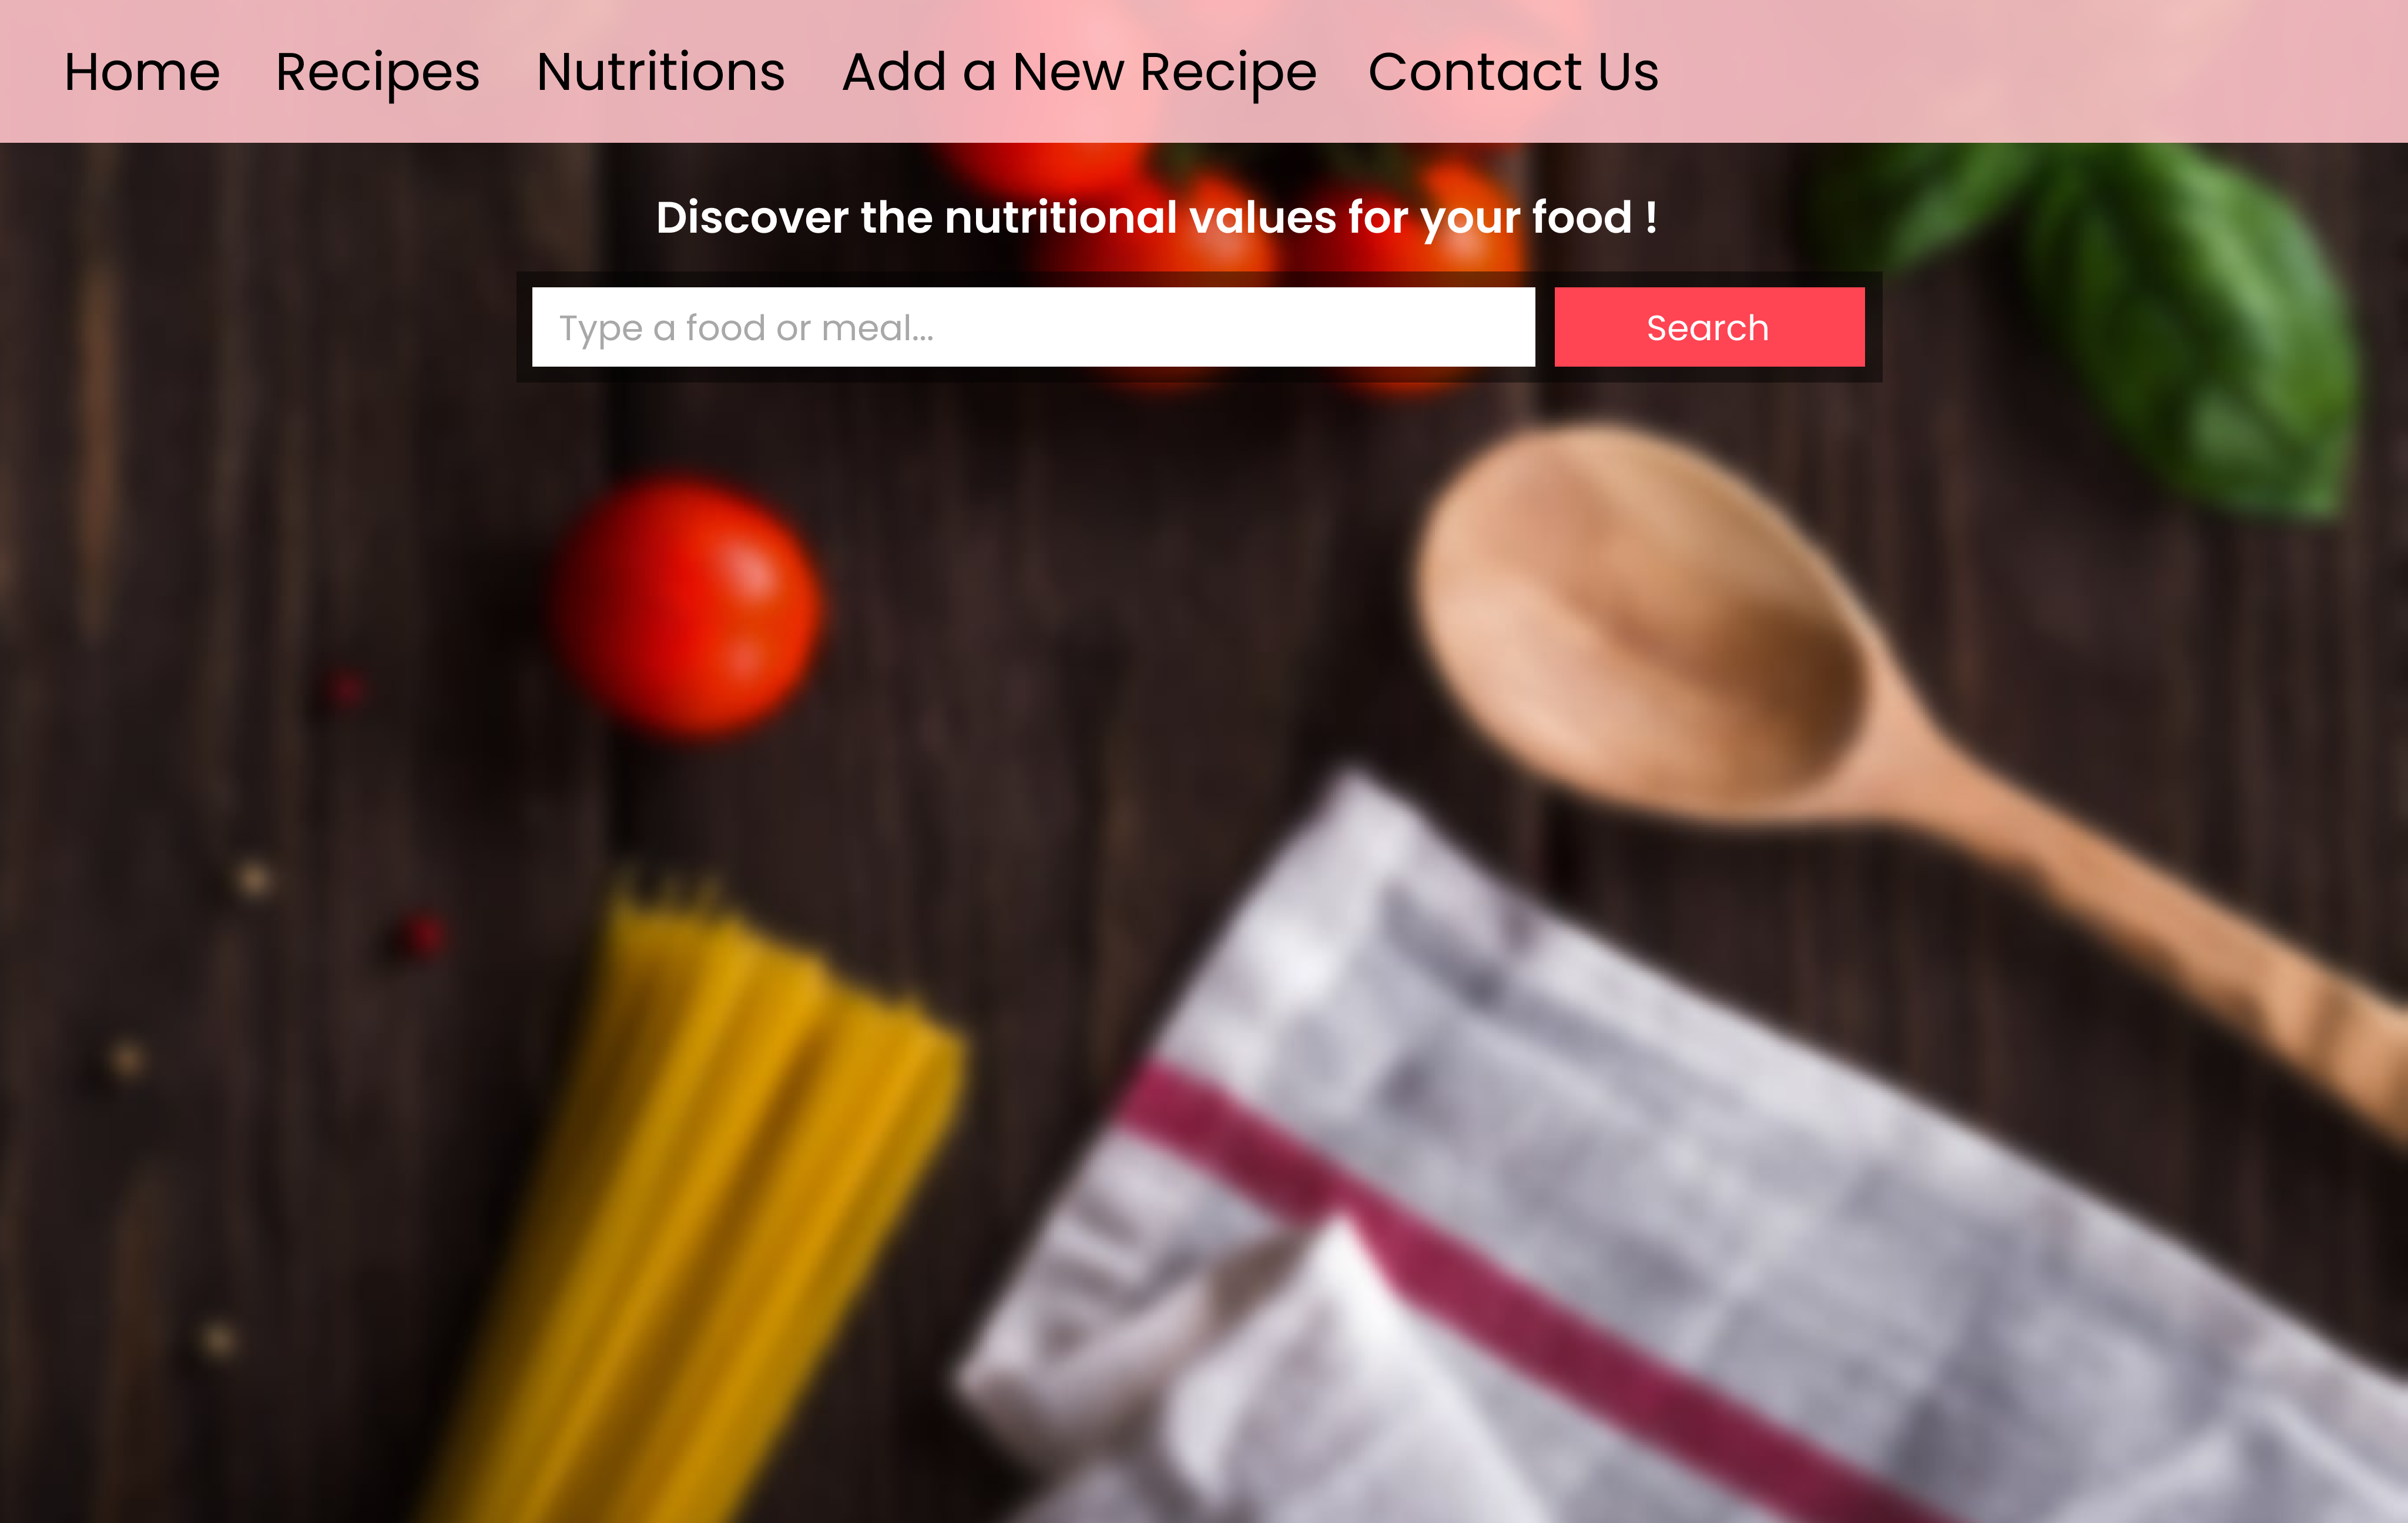 Home Recipes Nutritions Add a New Recipe Contact Us
Discover the nutritional values for your food !
Type a food or meal...
Search